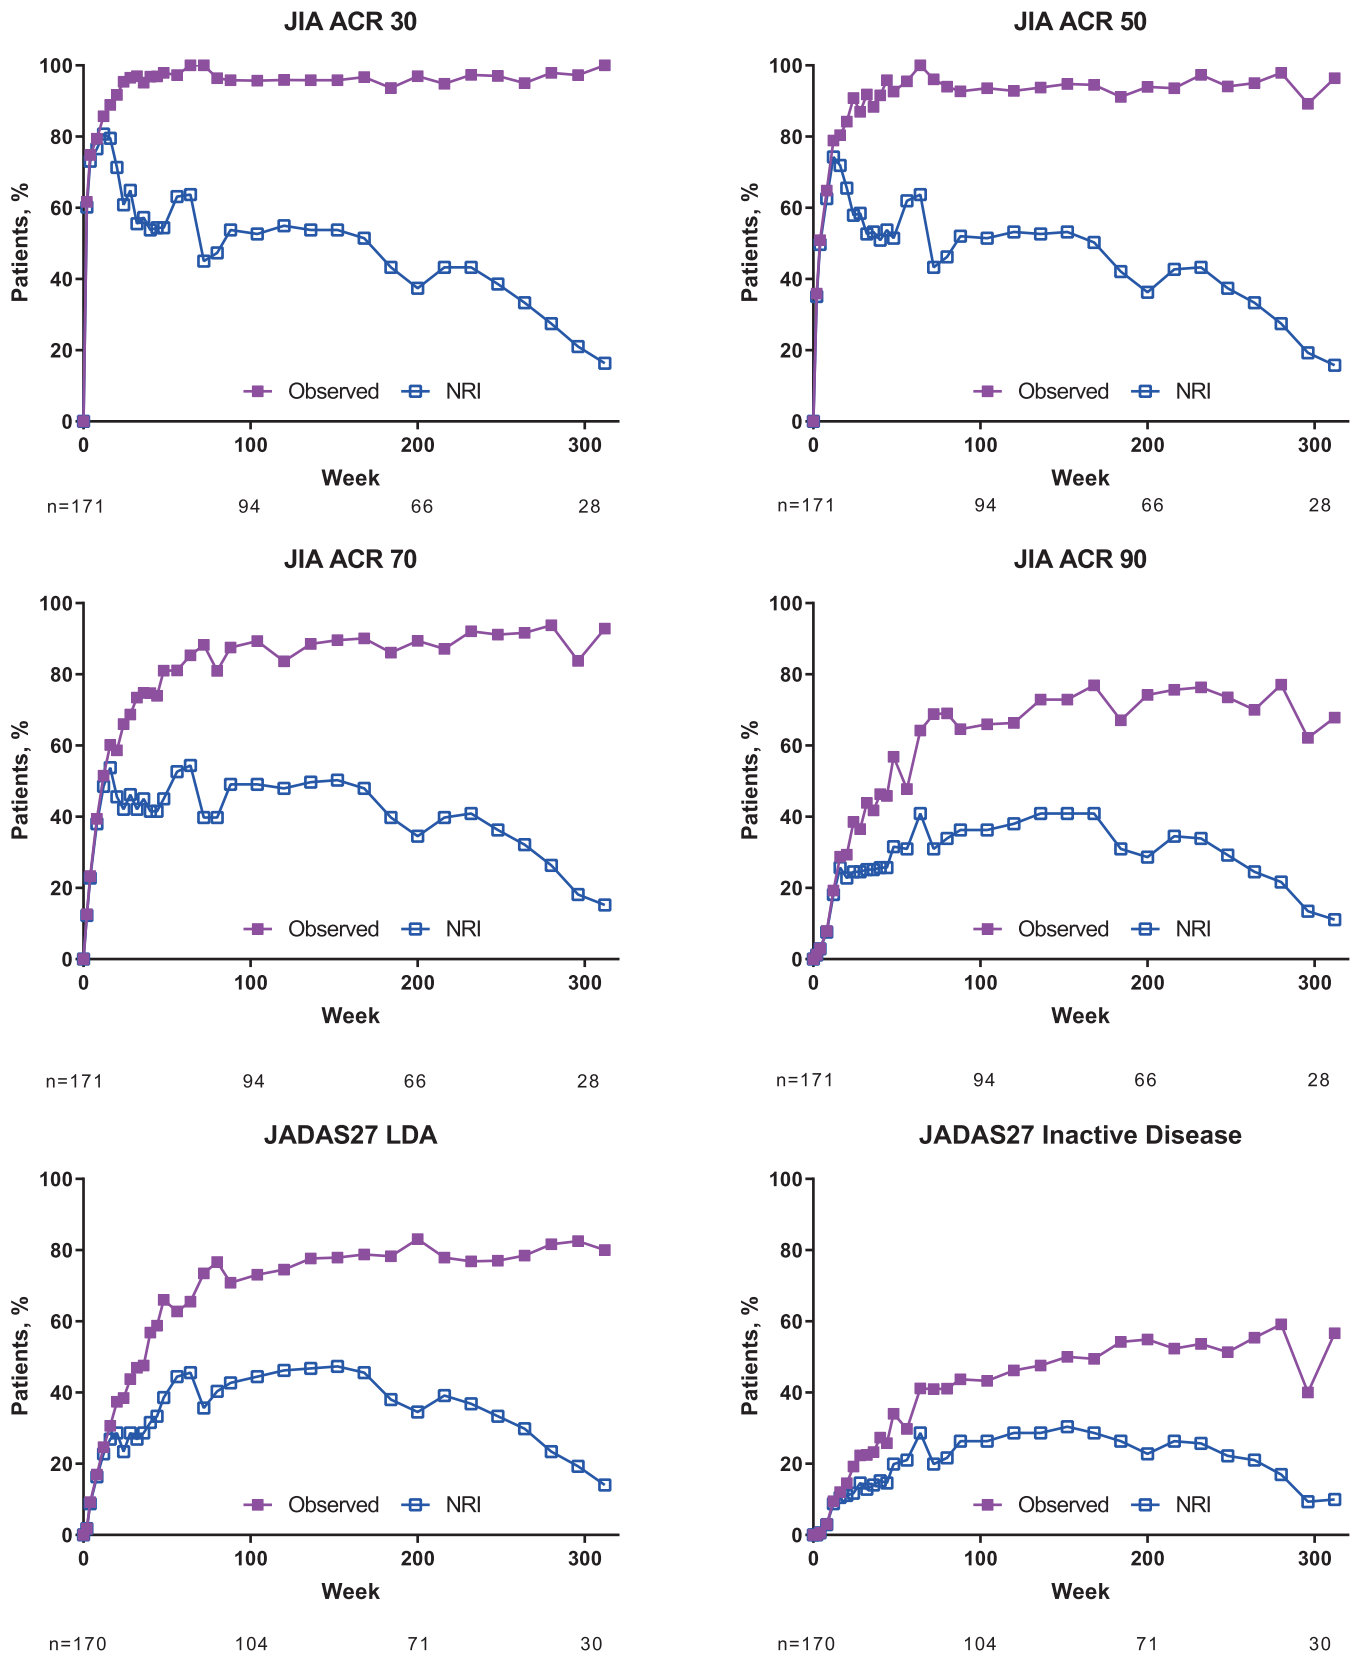 JIA ACR 30
JIA ACR 50
100
80
60
40
20
0
Patients, %
Observed
NRI
0 100 200 300
Week
n=171 94 66 28
100
80
60
40
20
0
Patients, %
Observed
NRI
0 100 200 300
Week
n=171 94 66 28
JIA ACR 70
JIA ACR 90
100
80
60
40
20
0
Patients, %
Observed
NRI
0 100 200 300
Week
n=171 94 66 28
100
80
60
40
20
0
Patients, %
Observed
NRI
0 100 200 300
Week
n=171 94 66 28
JADAS27 LDA
JADAS27 Inactive Disease
100
80
60
40
20
0
Patients, %
Observed
NRI
0 100 200 300
Week
n=170 104 71 30
100
80
60
40
20
0
Patients, %
Observed
NRI
0 100 200 300
Week
n=170 104 71 30